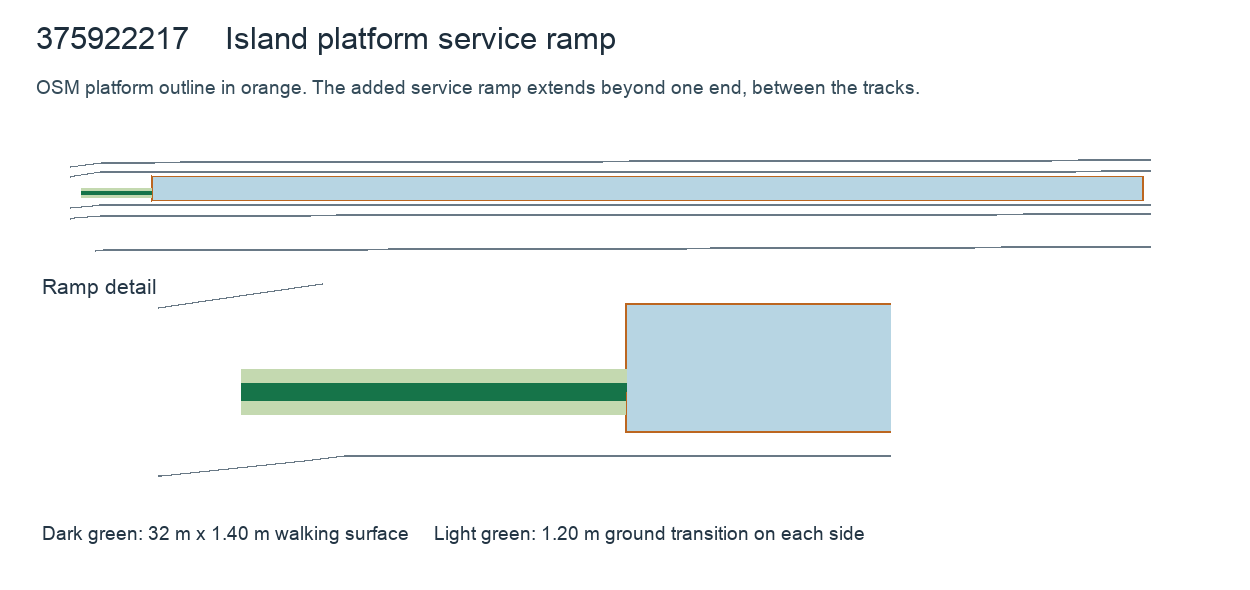 375922217 Island platform service ramp
OSM platform outline in orange. The added service ramp extends beyond one end, between the tracks.
Ramp detail
Dark green: 32 m x 1.40 m walking surface Light green: 1.20 m ground transition on each side